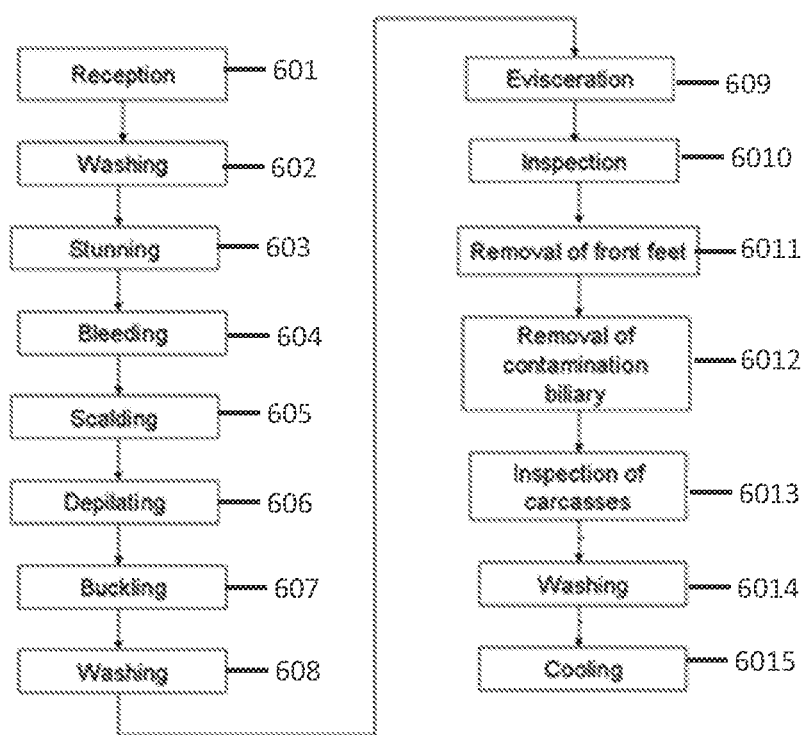 Reception 601
Washing 602
Stunning 603
Bleeding 604
Scalding 605
Depilating 606
Buckling 607
Washing 608
Evisceration 609
Inspection 6010
Removal of front feet 6011
Removal of
contamination 6012
biliary
Inspection of
carcasses 6013
Washing 6014
Cooling 6015